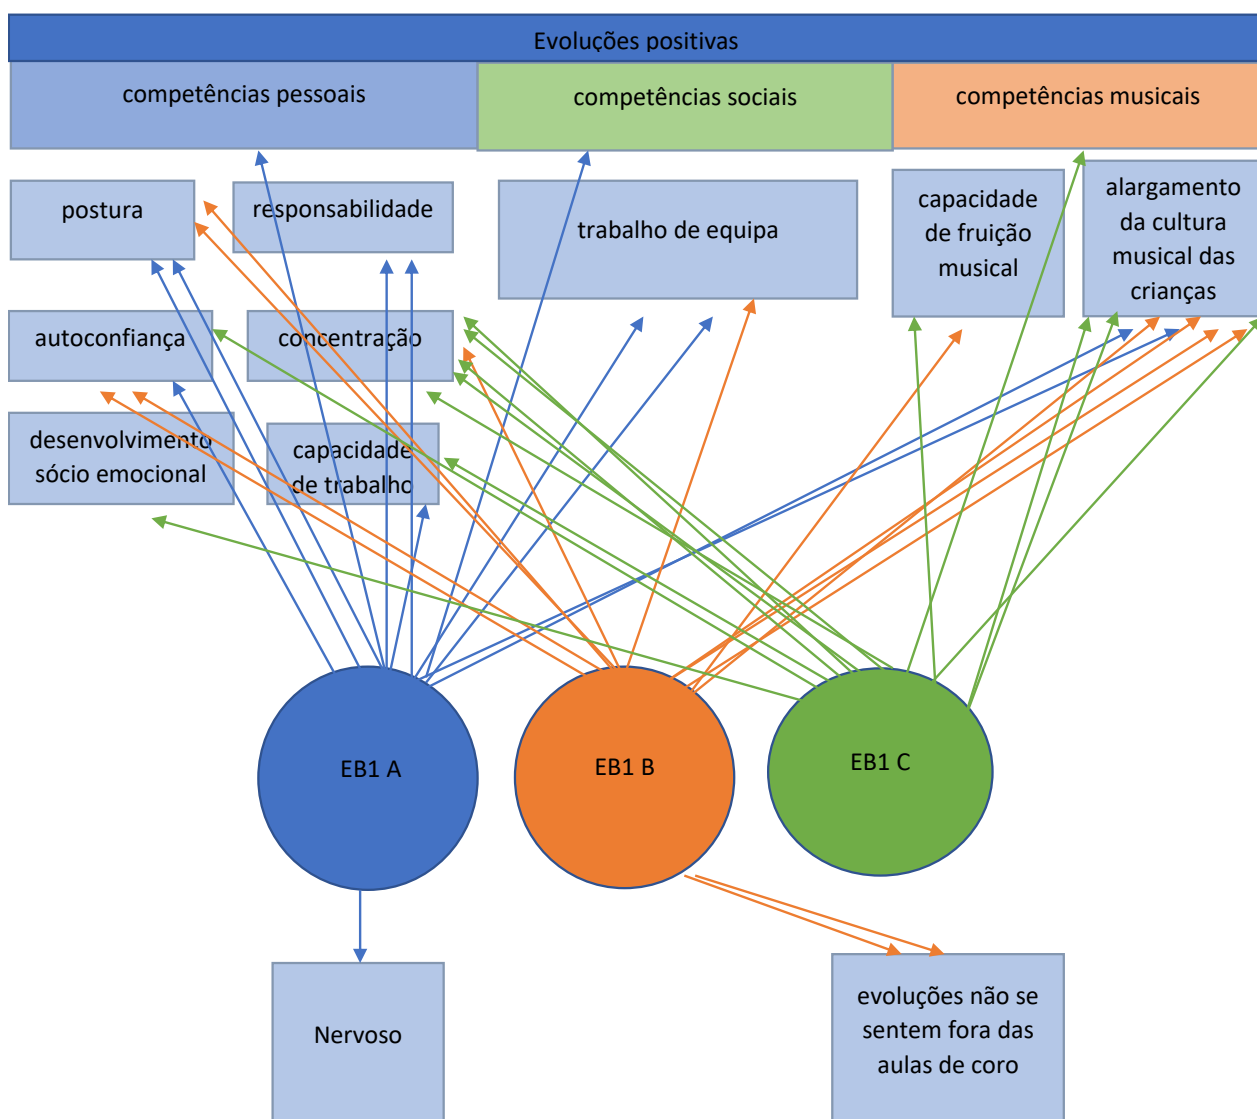 Evoluções positivas
competências pessoais
competências sociais
competências musicais
postura
responsabilidade
trabalho de equipa
capacidade
de fruição
musical
alargamento
da cultura
musical das
crianças
autoconfiança
concentração
desenvolvimento
sócio emocional
capacidade
de trabalho
EB1 A
EB1 B
EB1 C
Nervoso
evoluções não se
sentem fora das
aulas de coro